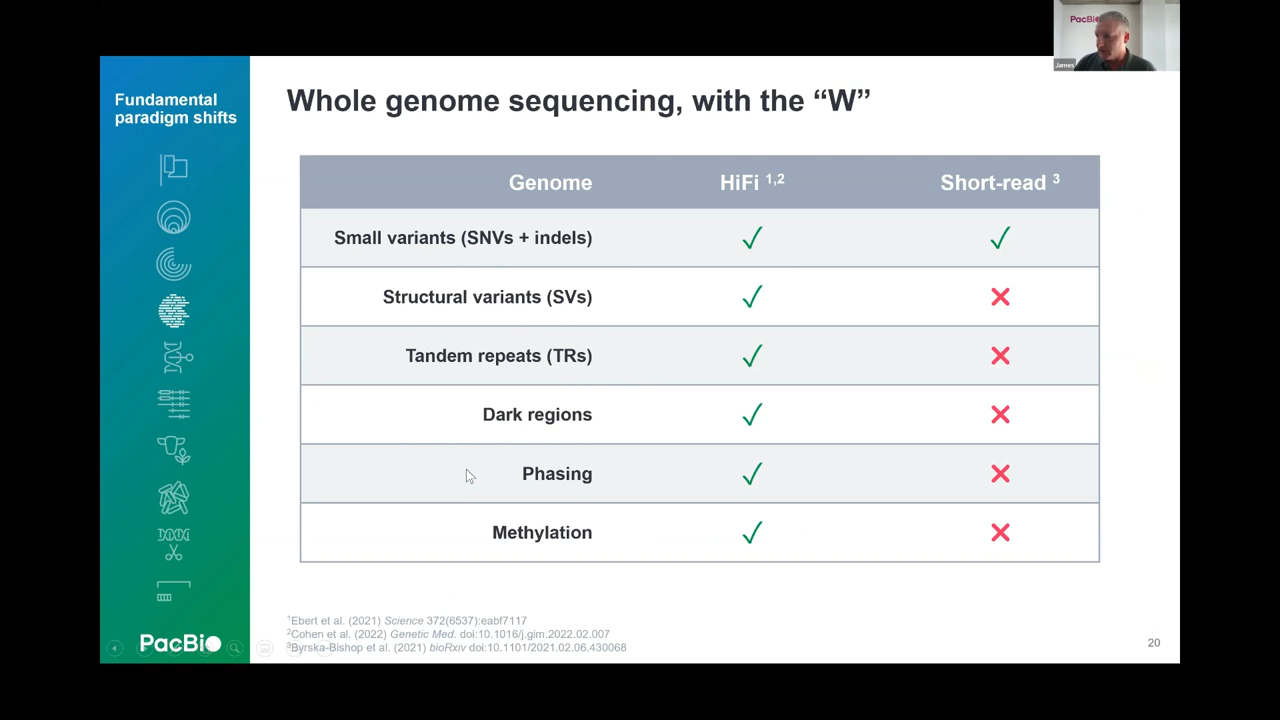 PacBio
James
Fundamental
paradigm shifts
Whole genome sequencing, with the “W”
Genome HiFi 1,2 Short-read 3
Small variants (SNVs + indels) ✓ ✓
Structural variants (SVs) ✓ ✕
Tandem repeats (TRs) ✓ ✕
Dark regions ✓ ✕
Phasing ✓ ✕
Methylation ✓ ✕
1Ebert et al. (2021) Science 372(6537):eabf7117
2Cohen et al. (2022) Genetic Med. doi:10.1016/j.gim.2022.02.007
3Byrska-Bishop et al. (2021) bioRxiv doi:10.1101/2021.02.06.430068
PacBio
20